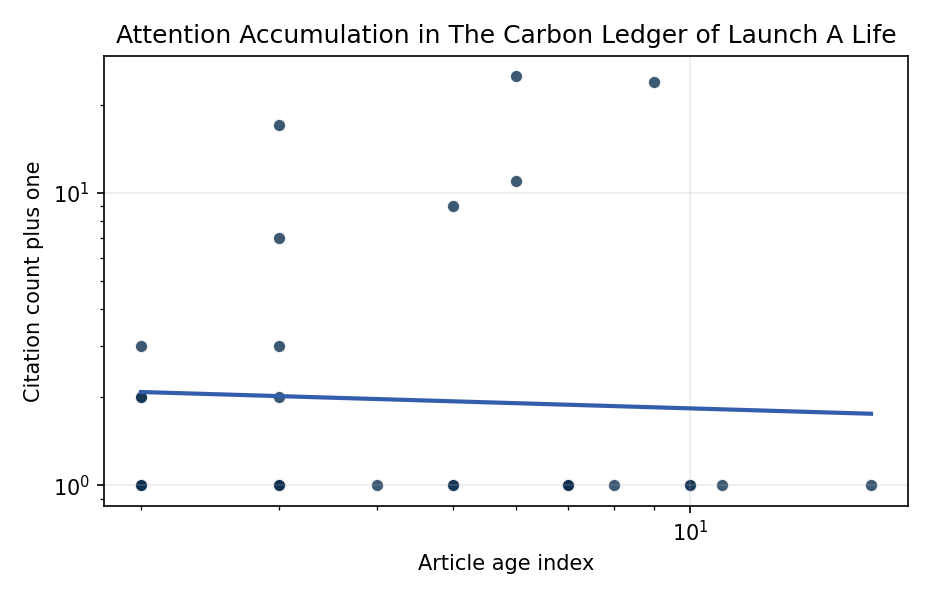 Attention Accumulation in The Carbon Ledger of Launch A Life
Citation count plus one
10¹
10⁰
10¹
Article age index